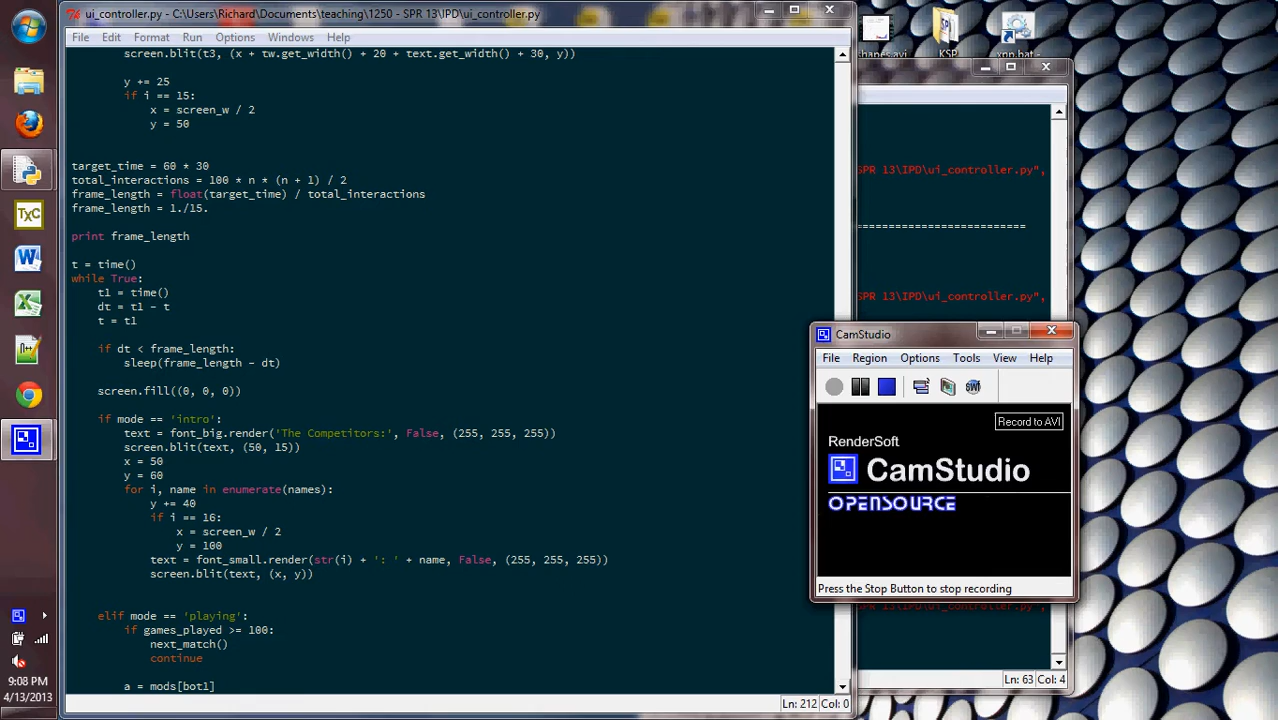 ui_controller.py - C:\Users\Richard\Documents\teaching\1250 - SPR 13\IPD\ui_controller.py
File Edit Format Run Options Windows Help
screen.blit(t3, (x + tw.get_width() + 20 + text.get_width() + 30, y))
y += 25
if i == 15:
x = screen_w / 2
y = 50
target_time = 60 * 30
total_interactions = 100 * n * (n + 1) / 2
frame_length = float(target_time) / total_interactions
frame_length = 1./15.
print frame_length
t = time()
while True:
t1 = time()
dt = t1 - t
t = t1
if dt < frame_length:
sleep(frame_length - dt)
screen.fill((0, 0, 0))
if mode == 'intro':
text = font_big.render('The Competitors:', False, (255, 255, 255))
screen.blit(text, (50, 15))
x = 50
y = 60
for i, name in enumerate(names):
y += 40
if i == 16:
x = screen_w / 2
y = 100
text = font_small.render(str(i) + ': ' + name, False, (255, 255, 255))
screen.blit(text, (x, y))
elif mode == 'playing':
if games_played >= 100:
next_match()
continue
a = mods[bot1]
Ln: 212 Col: 0
KSP
SPR 13\IPD\ui_controller.py",
==========================
SPR 13\IPD\ui_controller.py",
Ln: 63 Col: 4
CamStudio
File Region Options Tools View Help
SWF
Record to AVI
RenderSoft
CamStudio
OPENSOURCE
Press the Stop Button to stop recording
TXC
W
9:08 PM
4/13/2013